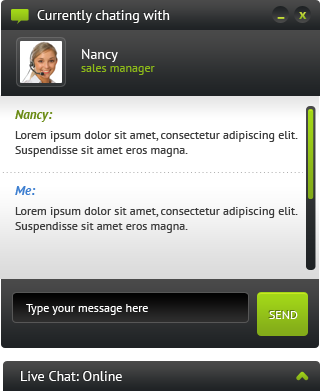 Currently chating with
Nancy
sales manager
Nancy:
Lorem ipsum dolor sit amet, consectetur adipiscing elit.
Suspendisse sit amet eros magna.
Me:
Lorem ipsum dolor sit amet, consectetur adipiscing elit.
Suspendisse sit amet eros magna.
Type your message here
SEND
Live Chat: Online